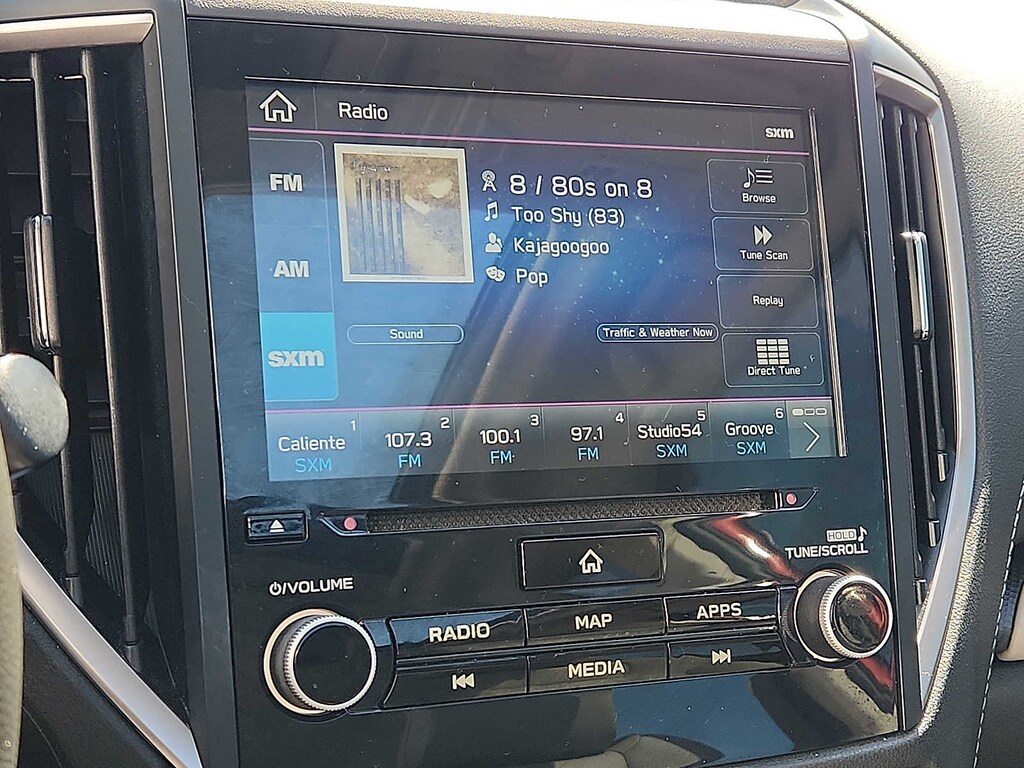 Radio
sxm
FM
AM
sxm
8 / 80s on 8
Too Shy (83)
Kajagoogoo
Pop
Browse
Tune Scan
Replay
Direct Tune
Sound
Traffic & Weather Now
1
Caliente
SXM
2
107.3
FM
3
100.1
FM
4
97.1
FM
5
Studio54
SXM
6
Groove
SXM
HOLD
TUNE/SCROLL
/VOLUME
RADIO
MAP
APPS
MEDIA